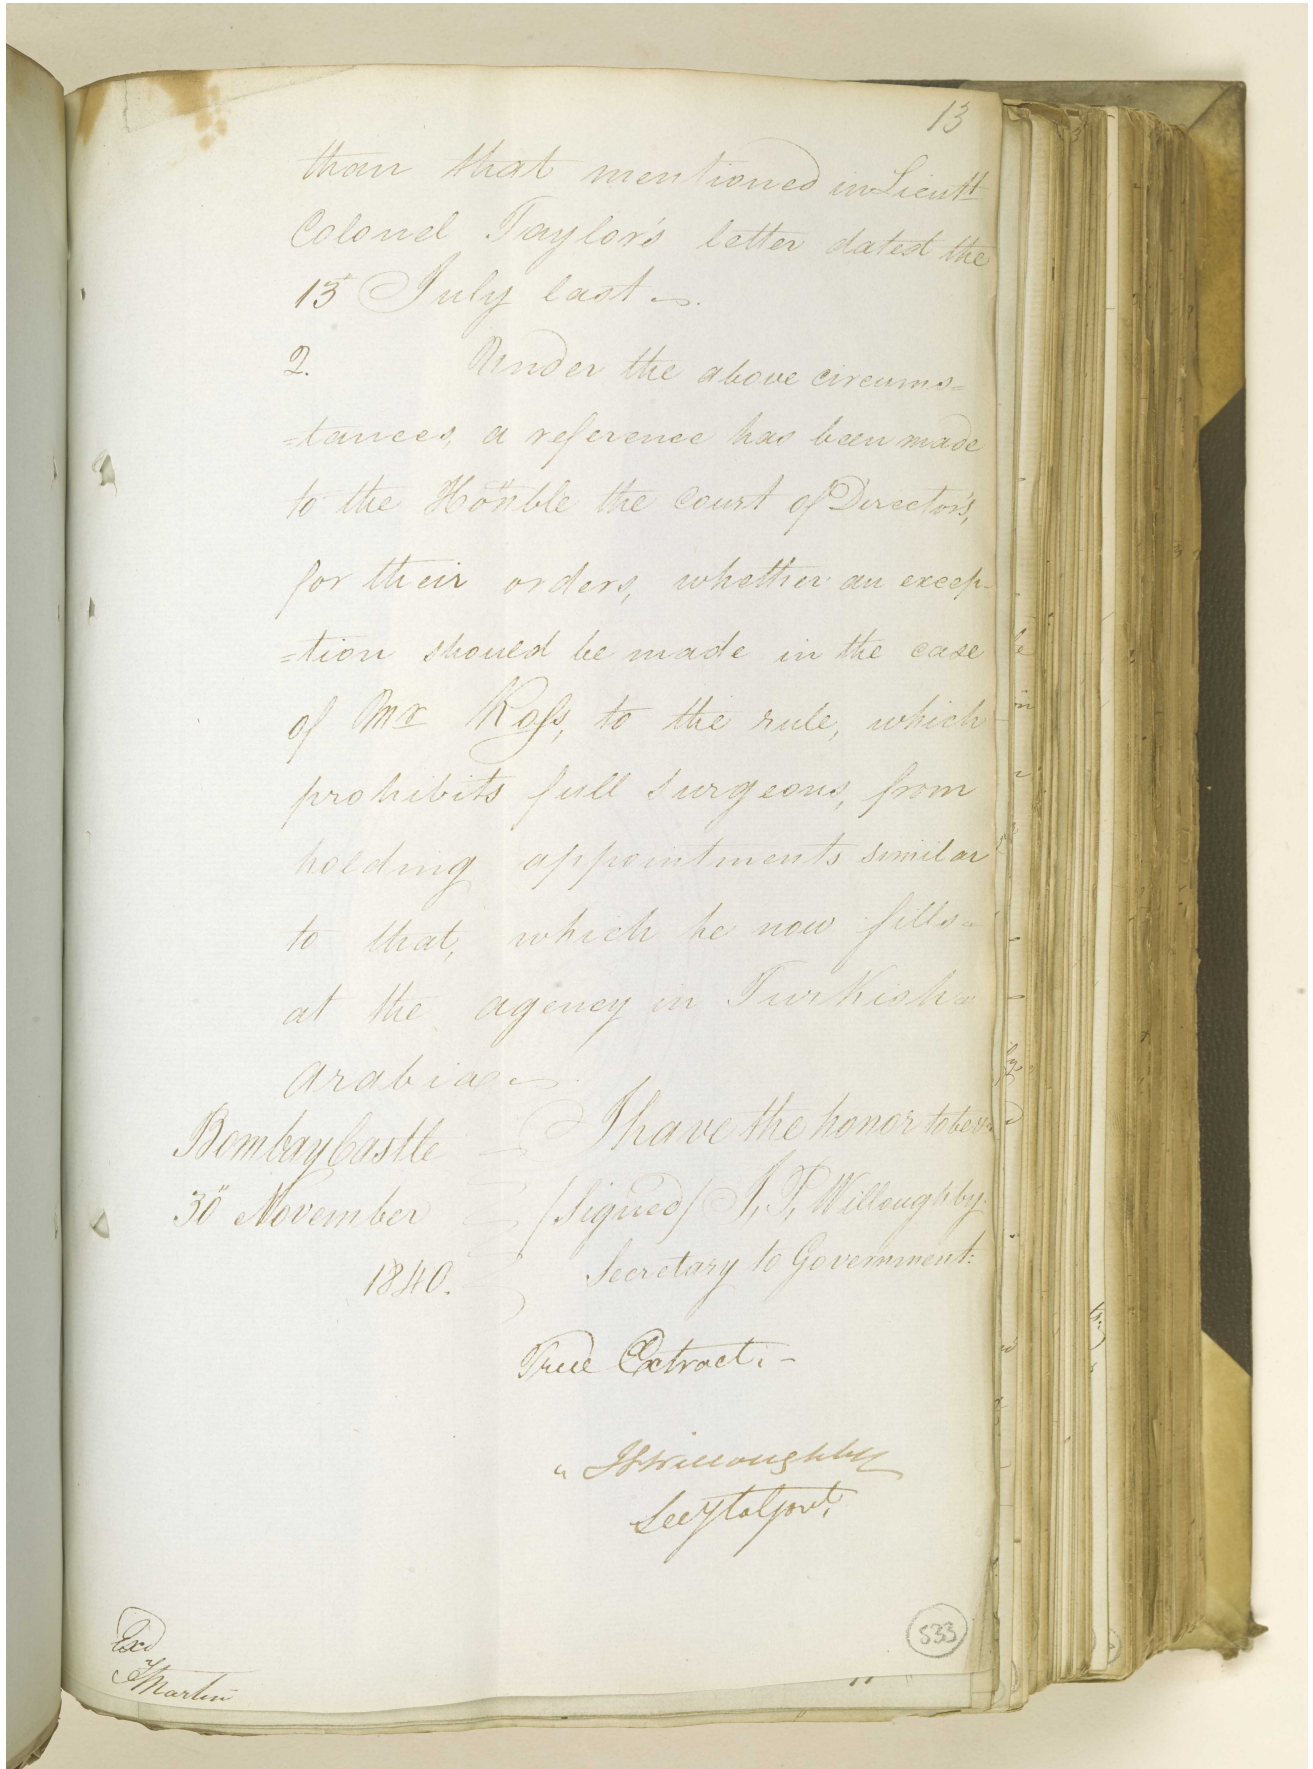 13
than that mentioned in Lieutt
Colonel Taylor's letter dated the
13 July last.
2. Under the above circums=
=tances, a reference has been made
to the Honble the Court of Directors,
for their orders, whether an excep-
=tion should be made in the case
of Mr Ross, to the rule, which
prohibits full surgeons, from
holding appointments similar
to that, which he now fills
at the agency in Turkish
Arabia.
I have the honor to be &ca
Bombay Castle
30 November
1840.
/Signed/ J, P, Willoughby
Secretary to Government:
True Extract: -
JP Willoughby
Secy to Govt.
533
Exd
Martin